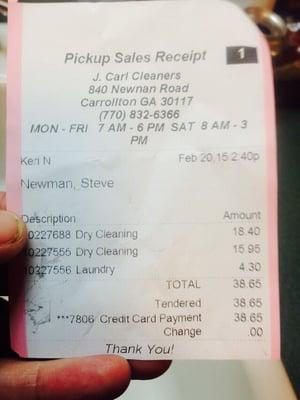 Pickup Sales Receipt
1
J. Carl Cleaners
840 Newnan Road
Carrollton GA 30117
(770) 832-6366
MON - FRI 7 AM - 6 PM SAT 8 AM - 3
PM
Keri N Feb 20,15 2:40p
Newman, Steve
Description Amount
10227688 Dry Cleaning 18.40
10227555 Dry Cleaning 15.95
10227556 Laundry 4.30
TOTAL 38.65
Tendered 38.65
***7806 Credit Card Payment 38.65
Change .00
Thank You!